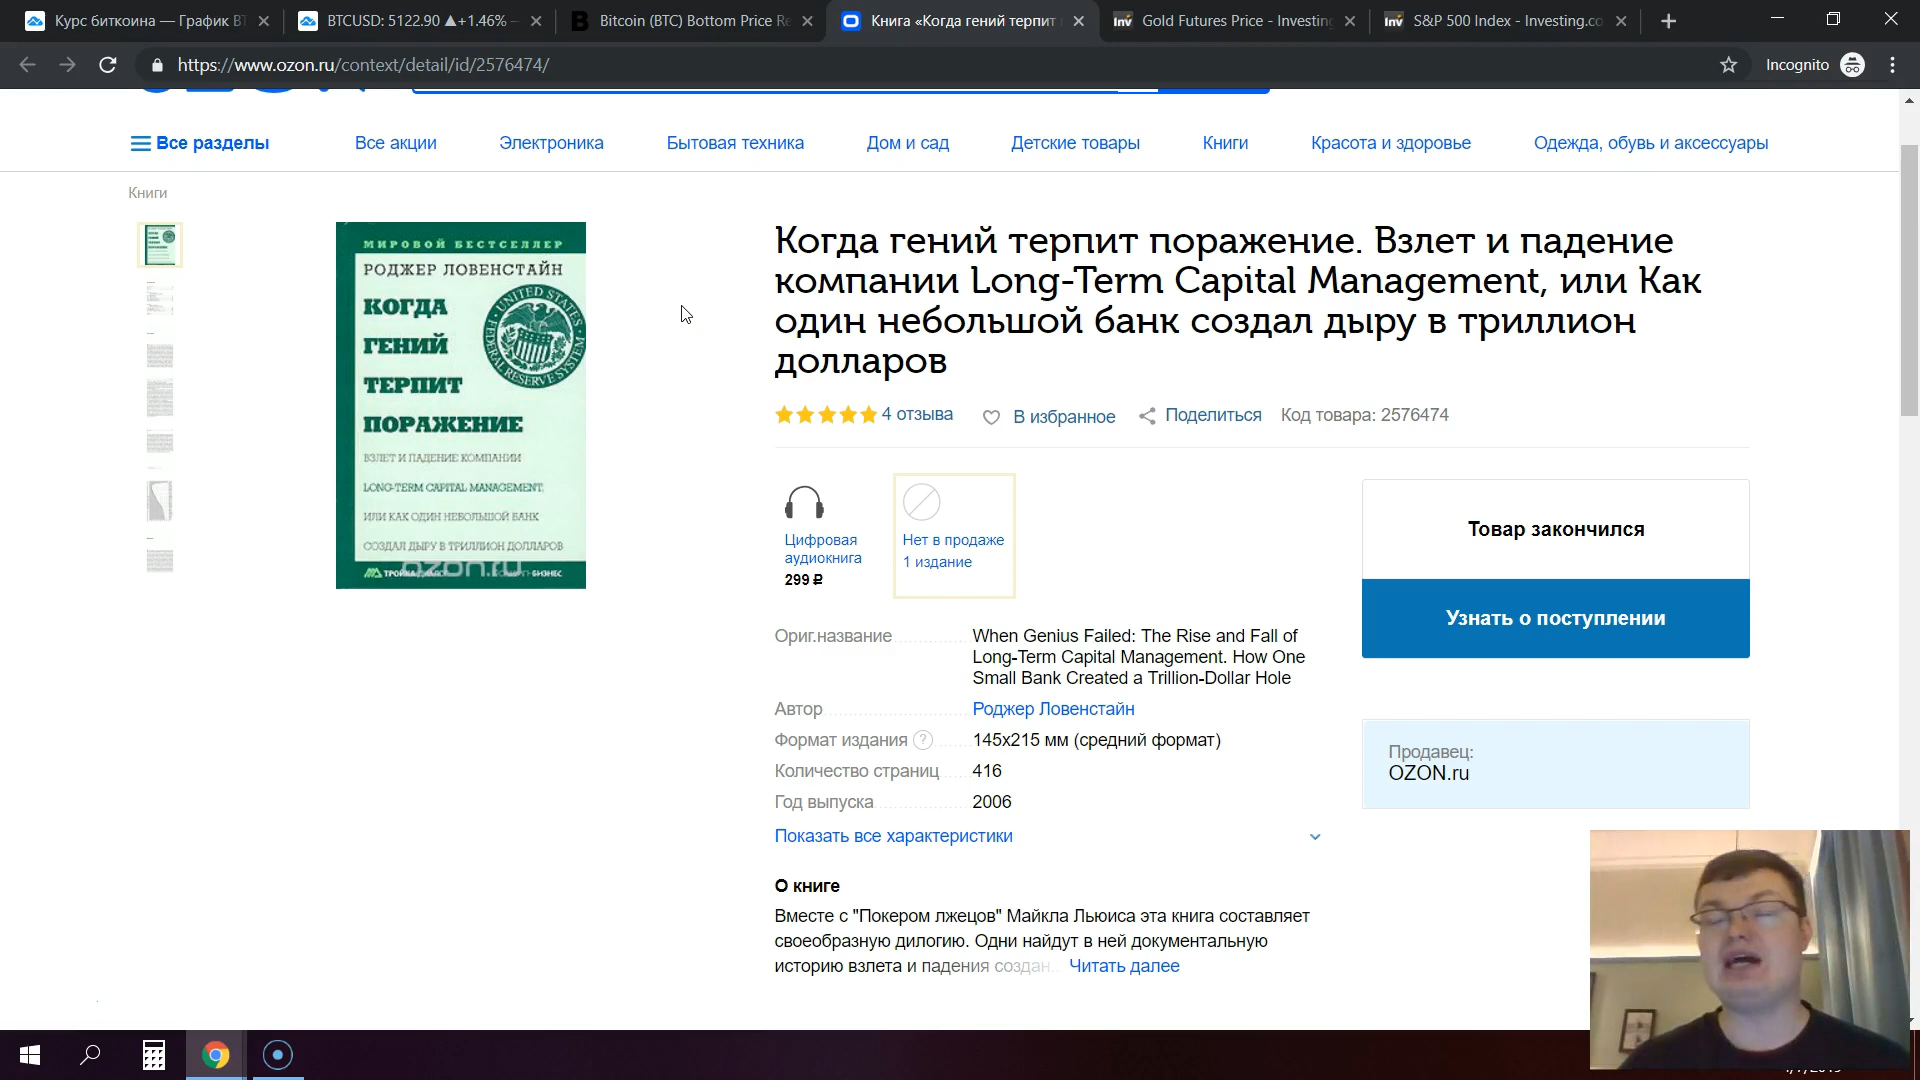 Курс биткоина — График BT
BTCUSD: 5122.90 ▲+1.46% –
Bitcoin (BTC) Bottom Price Re
Книга «Когда гений терпит п
Gold Futures Price - Investing
S&P 500 Index - Investing.co
https://www.ozon.ru/context/detail/id/2576474/
Incognito
Все разделы
Все акции
Электроника
Бытовая техника
Дом и сад
Детские товары
Книги
Красота и здоровье
Одежда, обувь и аксессуары
Книги
МИРОВОЙ БЕСТСЕЛЛЕР
РОДЖЕР ЛОВЕНСТАЙН
КОГДА
ГЕНИЙ
ТЕРПИТ
ПОРАЖЕНИЕ
UNITED STATES
FEDERAL RESERVE SYSTEM
ВЗЛЕТ И ПАДЕНИЕ КОМПАНИИ
LONG-TERM CAPITAL MANAGEMENT,
ИЛИ КАК ОДИН НЕБОЛЬШОЙ БАНК
СОЗДАЛ ДЫРУ В ТРИЛЛИОН ДОЛЛАРОВ
ozon.ru
Когда гений терпит поражение. Взлет и падение
компании Long-Term Capital Management, или Как
один небольшой банк создал дыру в триллион
долларов
4 отзыва
В избранное
Поделиться
Код товара: 2576474
Цифровая
аудиокнига
299 ₽
Нет в продаже
1 издание
Товар закончился
Узнать о поступлении
Ориг.название
When Genius Failed: The Rise and Fall of
Long-Term Capital Management. How One
Small Bank Created a Trillion-Dollar Hole
Автор
Роджер Ловенстайн
Формат издания ?
145x215 мм (средний формат)
Количество страниц
416
Год выпуска
2006
Продавец:
OZON.ru
Показать все характеристики
О книге
Вместе с "Покером лжецов" Майкла Льюиса эта книга составляет
своеобразную дилогию. Одни найдут в ней документальную
историю взлета и падения создан... Читать далее